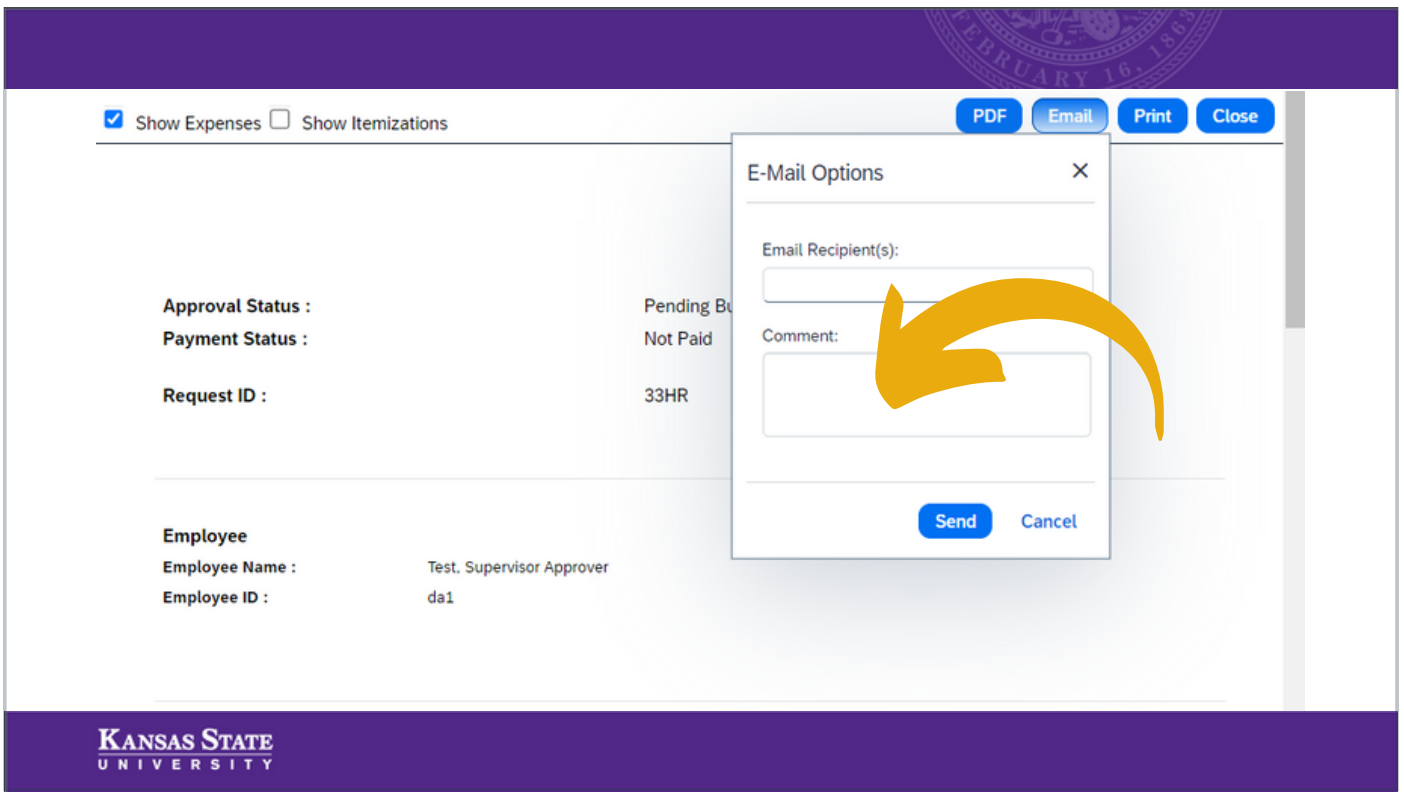 FEBRUARY 16, 1863
Show Expenses Show Itemizations
PDF Email Print Close
E-Mail Options
Email Recipient(s):
Comment:
Send Cancel
Approval Status : Pending
Payment Status : Not Paid
Request ID : 33HR
Employee
Employee Name : Test, Supervisor Approver
Employee ID : da1
KANSAS STATE
UNIVERSITY